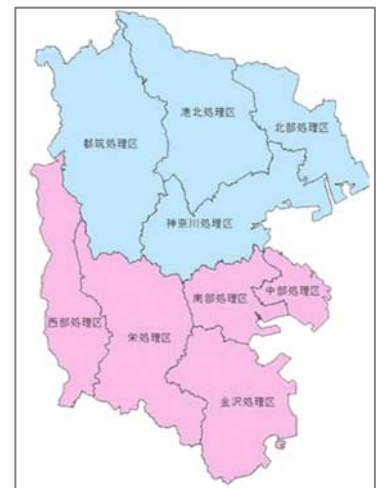 港北処理区
北部処理区
都筑処理区
神奈川処理区
南部処理区
中部処理区
西部処理区
栄処理区
金沢処理区